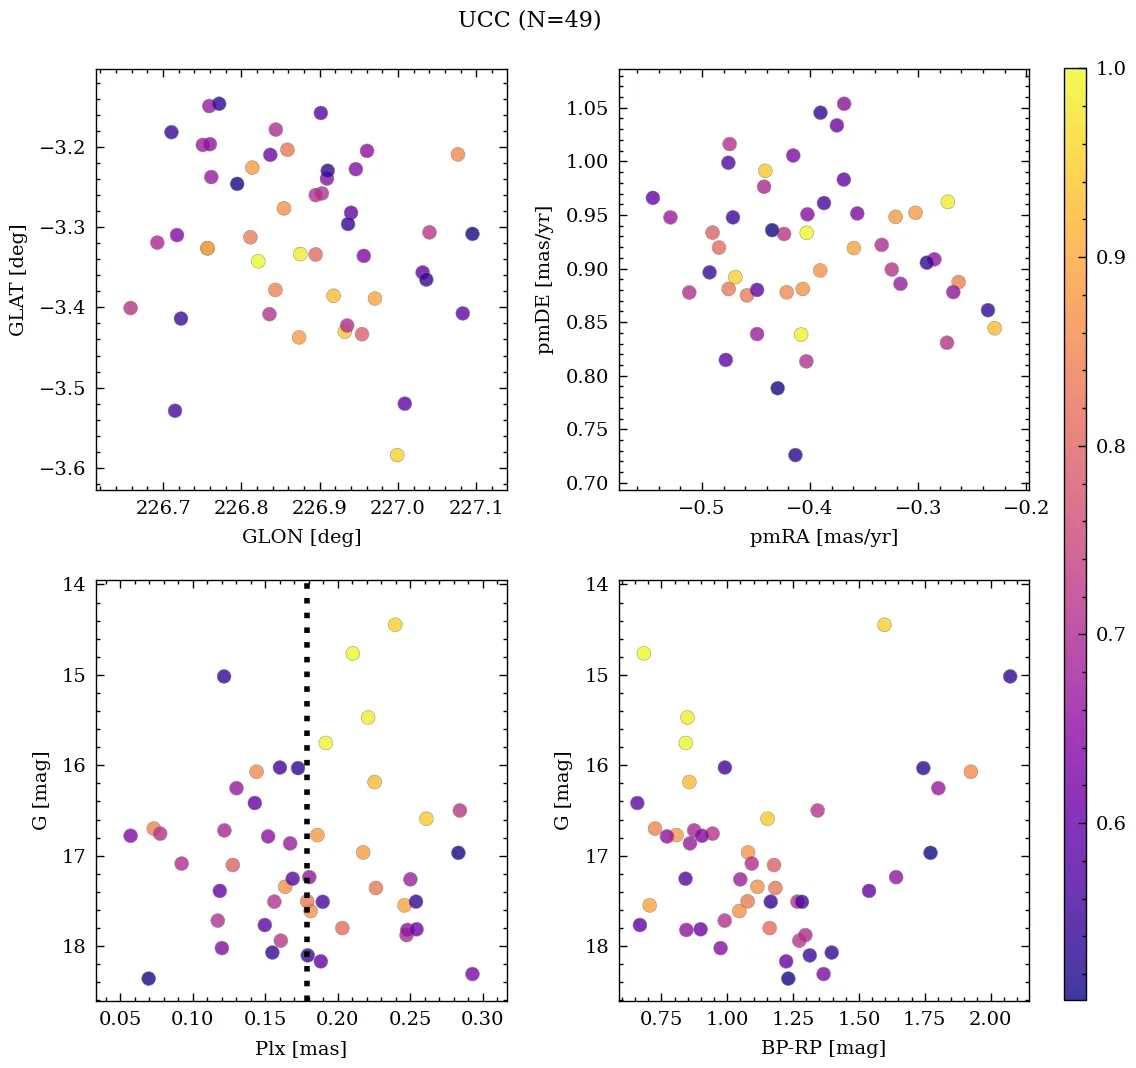 UCC (N=49)
−3.2
−3.3
−3.4
−3.5
−3.6
GLAT [deg]
226.7 226.8 226.9 227.0 227.1
GLON [deg]
1.05
1.00
0.95
0.90
0.85
0.80
0.75
0.70
pmDE [mas/yr]
−0.5 −0.4 −0.3 −0.2
pmRA [mas/yr]
14
15
16
17
18
G [mag]
0.05 0.10 0.15 0.20 0.25 0.30
Plx [mas]
14
15
16
17
18
G [mag]
0.75 1.00 1.25 1.50 1.75 2.00
BP-RP [mag]
1.0
0.9
0.8
0.7
0.6